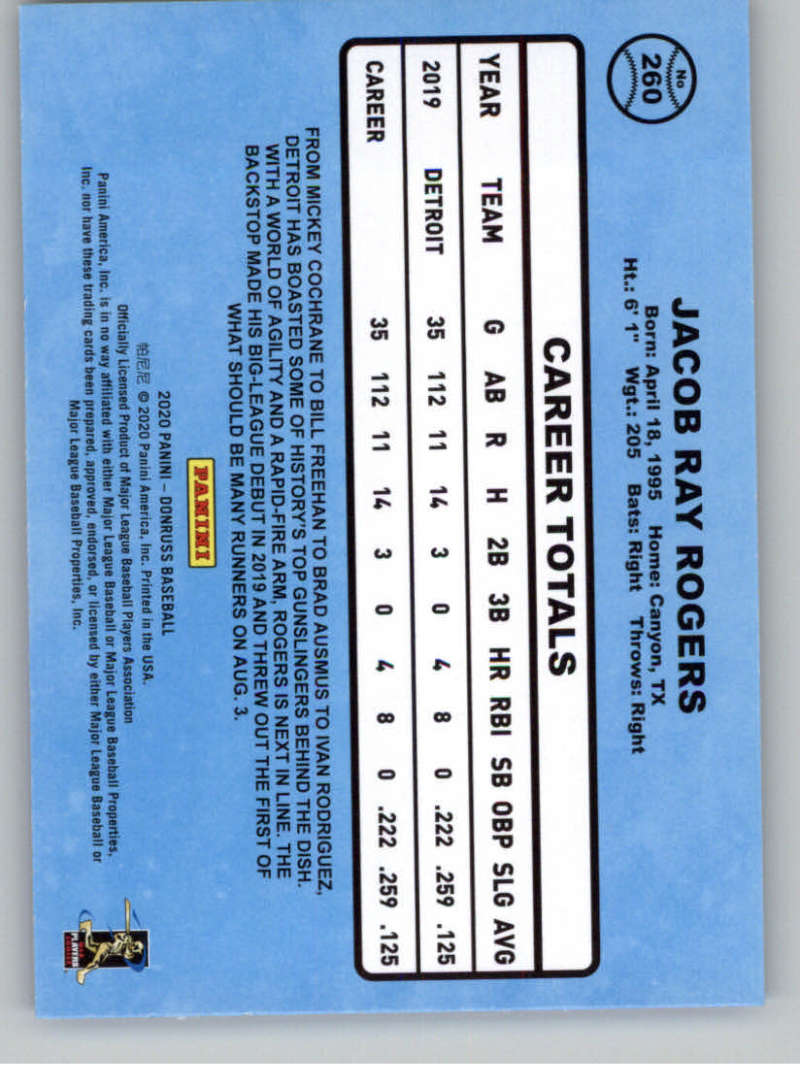 No
260
JACOB RAY ROGERS
Born: April 18, 1995 Home: Canyon, TX
Ht.: 6' 1" Wgt.: 205 Bats: Right Throws: Right
CAREER TOTALS
YEAR TEAM G AB R H 2B 3B HR RBI SB OBP SLG AVG
2019 DETROIT 35 112 11 14 3 0 4 8 0 .222 .259 .125
CAREER 35 112 11 14 3 0 4 8 0 .222 .259 .125
FROM MICKEY COCHRANE TO BILL FREEHAN TO BRAD AUSMUS TO IVAN RODRIGUEZ,
DETROIT HAS BOASTED SOME OF HISTORY'S TOP GUNSLINGERS BEHIND THE DISH.
WITH A WORLD OF AGILITY AND A RAPID-FIRE ARM, ROGERS IS NEXT IN LINE. THE
BACKSTOP MADE HIS BIG-LEAGUE DEBUT IN 2019 AND THREW OUT THE FIRST OF
WHAT SHOULD BE MANY RUNNERS ON AUG. 3.
PANINI
2020 PANINI – DONRUSS BASEBALL
帕尼尼 © 2020 Panini America, Inc. Printed in the USA.
Officially Licensed Product of Major League Baseball Players Association
Panini America, Inc. is in no way affiliated with either Major League Baseball or Major League Baseball Properties,
Inc. nor have these trading cards been prepared, approved, endorsed, or licensed by either Major League Baseball or
Major League Baseball Properties, Inc.
PLAYERS